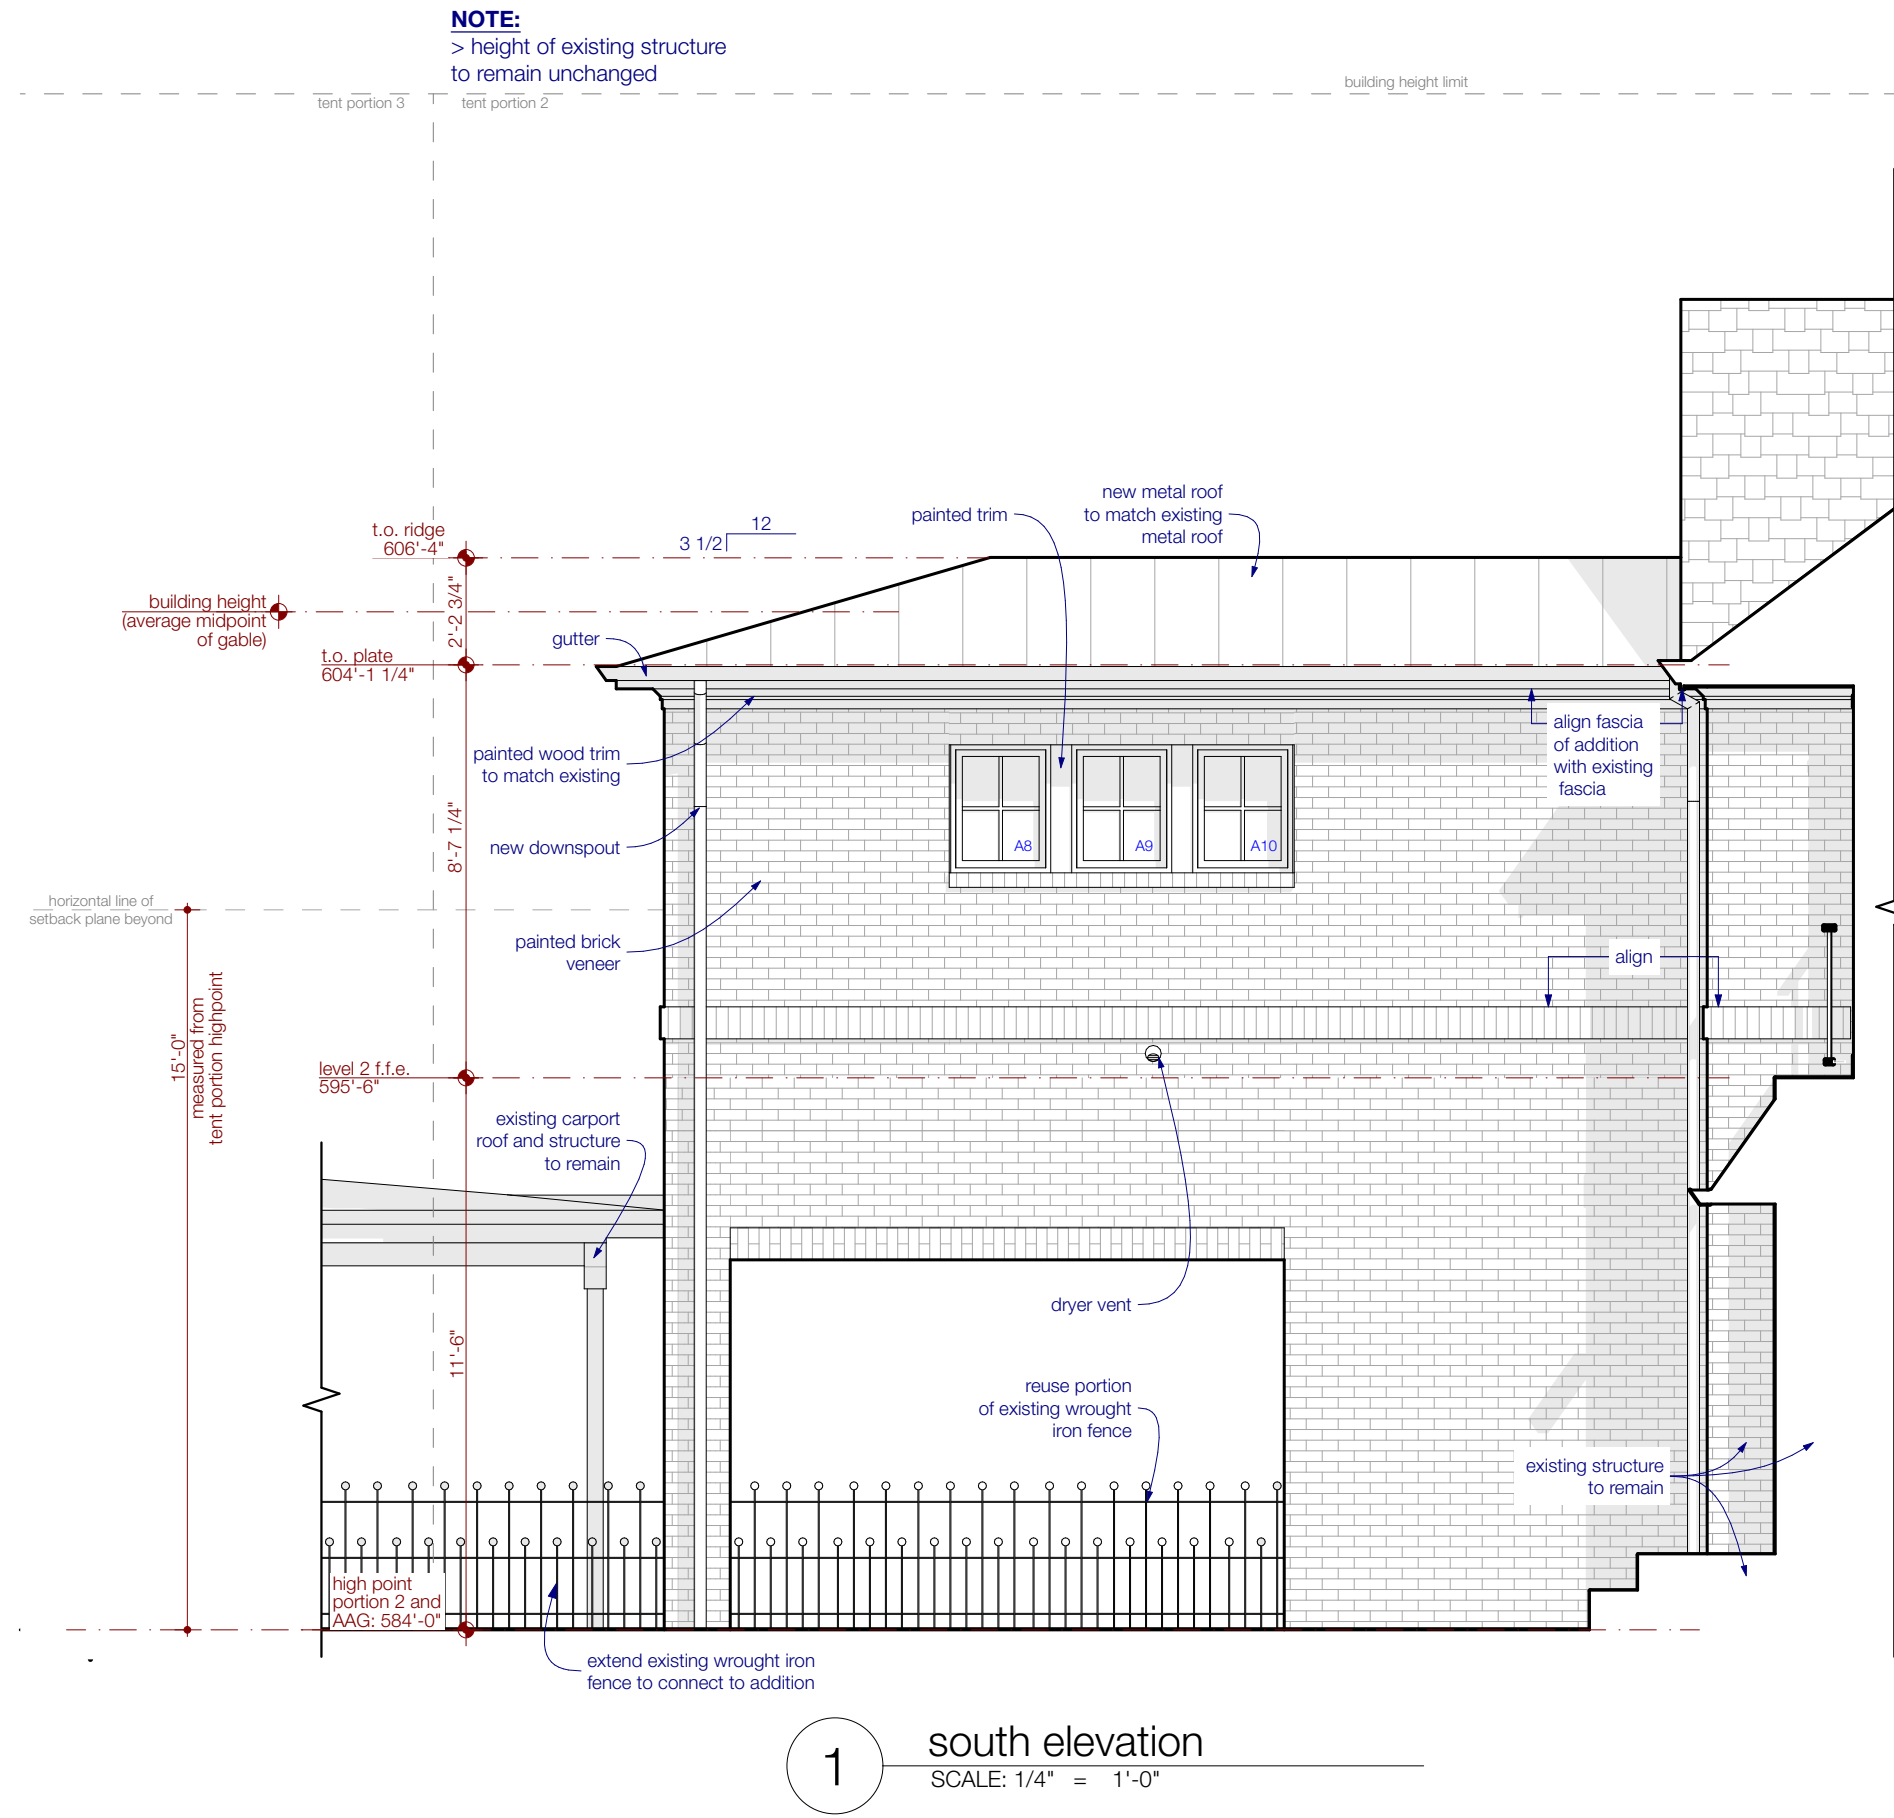 NOTE:
> height of existing structure
to remain unchanged
building height limit
tent portion 3
tent portion 2
new metal roof
to match existing
metal roof
painted trim
12
3 1/2
t.o. ridge
606'-4"
2'-2 3/4"
building height
(average midpoint
of gable)
gutter
t.o. plate
604'-1 1/4"
align fascia
of addition
with existing
fascia
painted wood trim
to match existing
8'-7 1/4"
new downspout
A8
A9
A10
horizontal line of
setback plane beyond
painted brick
veneer
align
15'-0"
measured from
tent portion highpoint
level 2 f.f.e.
595'-6"
existing carport
roof and structure
to remain
dryer vent
11'-6"
reuse portion
of existing wrought
iron fence
existing structure
to remain
high point
portion 2 and
AAG: 584'-0"
extend existing wrought iron
fence to connect to addition
1
south elevation
SCALE: 1/4" = 1'-0"